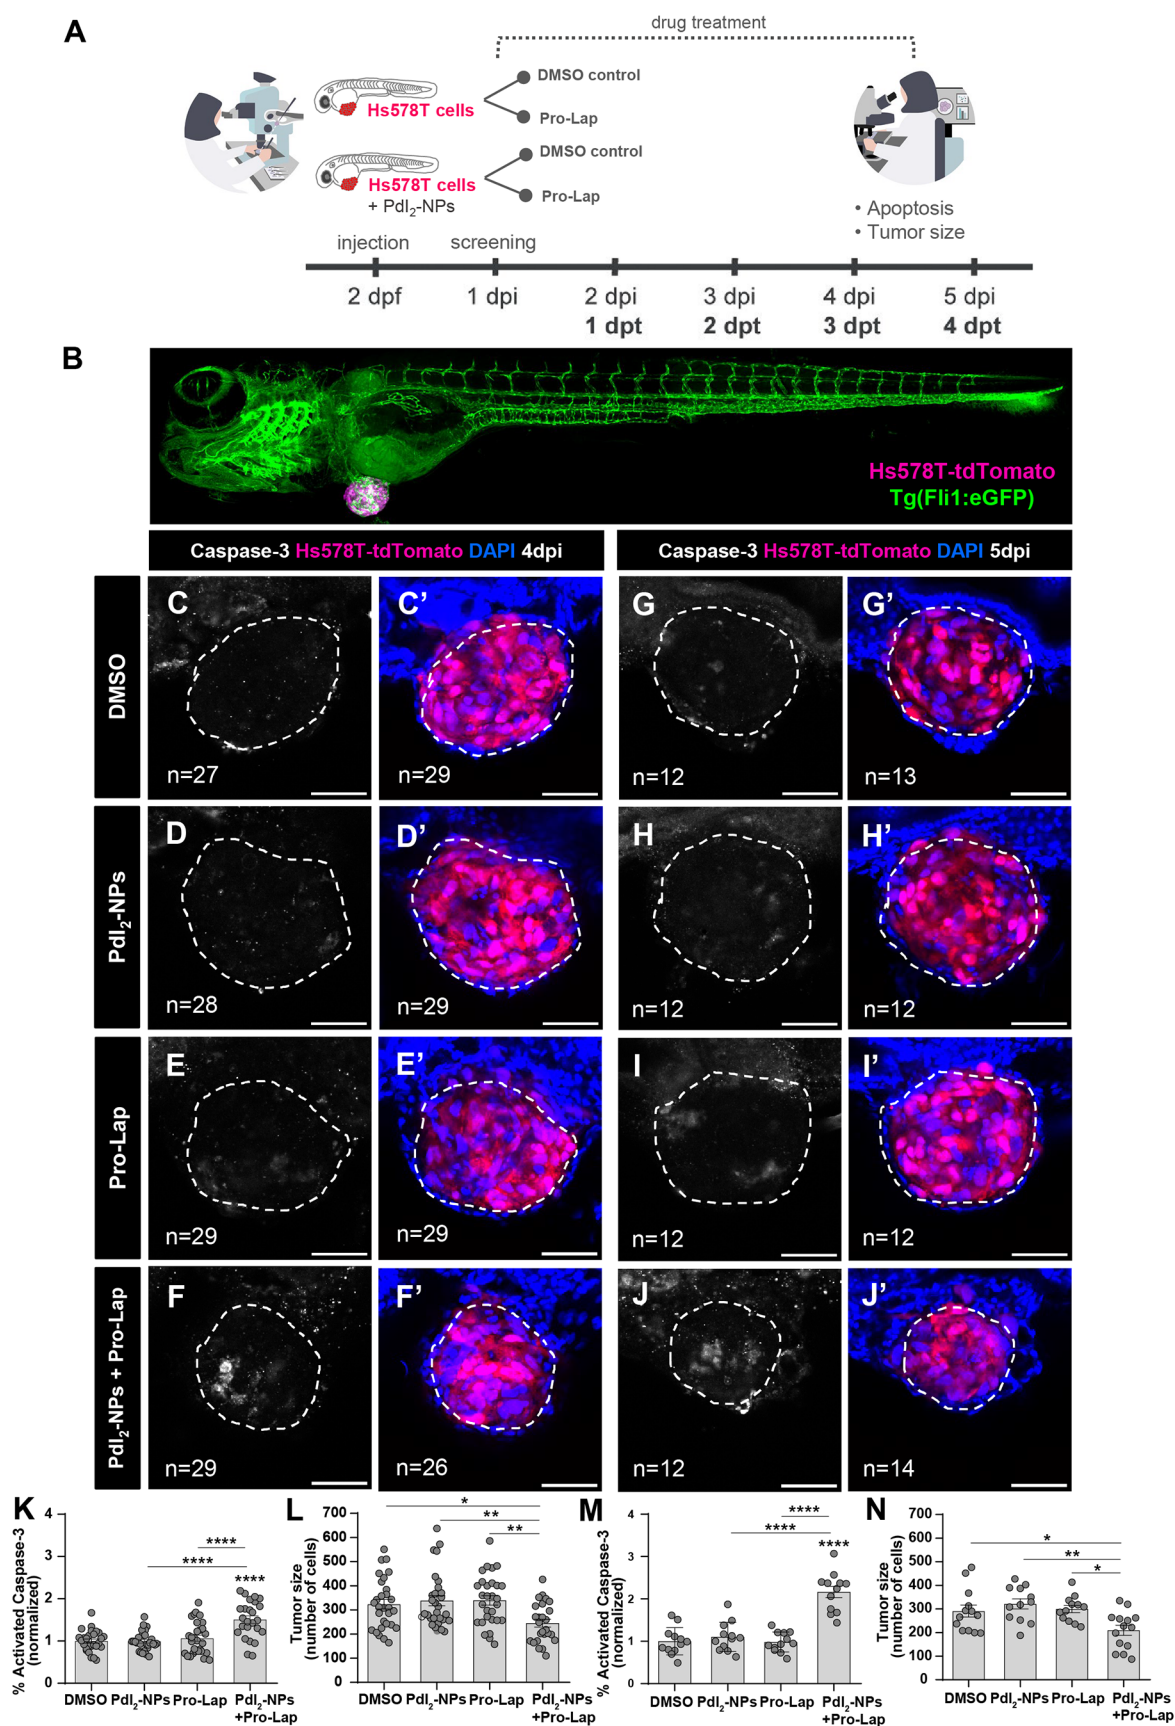 A
drug treatment
DMSO control
Hs578T cells
Pro-Lap
DMSO control
Hs578T cells
+ PdI₂-NPs
Pro-Lap
• Apoptosis
• Tumor size
injection
screening
2 dpf
1 dpi
2 dpi
3 dpi
4 dpi
5 dpi
1 dpt
2 dpt
3 dpt
4 dpt
B
Hs578T-tdTomato
Tg(Fli1:eGFP)
Caspase-3 Hs578T-tdTomato DAPI 4dpi
Caspase-3 Hs578T-tdTomato DAPI 5dpi
DMSO
C
n=27
C’
n=29
G
n=12
G’
n=13
PdI₂-NPs
D
n=28
D’
n=29
H
n=12
H’
n=12
Pro-Lap
E
n=29
E’
n=29
I
n=12
I’
n=12
PdI₂-NPs + Pro-Lap
F
n=29
F’
n=26
J
n=12
J’
n=14
K
% Activated Caspase-3
(normalized)
4
3
2
1
0
****
****
****
DMSO
PdI₂-NPs
Pro-Lap
PdI₂-NPs
+Pro-Lap
L
Tumor size
(number of cells)
700
600
500
400
300
200
100
0
*
**
**
DMSO
PdI₂-NPs
Pro-Lap
PdI₂-NPs
+Pro-Lap
M
% Activated Caspase-3
(normalized)
4
3
2
1
0
****
****
****
DMSO
PdI₂-NPs
Pro-Lap
PdI₂-NPs
+Pro-Lap
N
Tumor size
(number of cells)
700
600
500
400
300
200
100
0
*
**
*
DMSO
PdI₂-NPs
Pro-Lap
PdI₂-NPs
+Pro-Lap